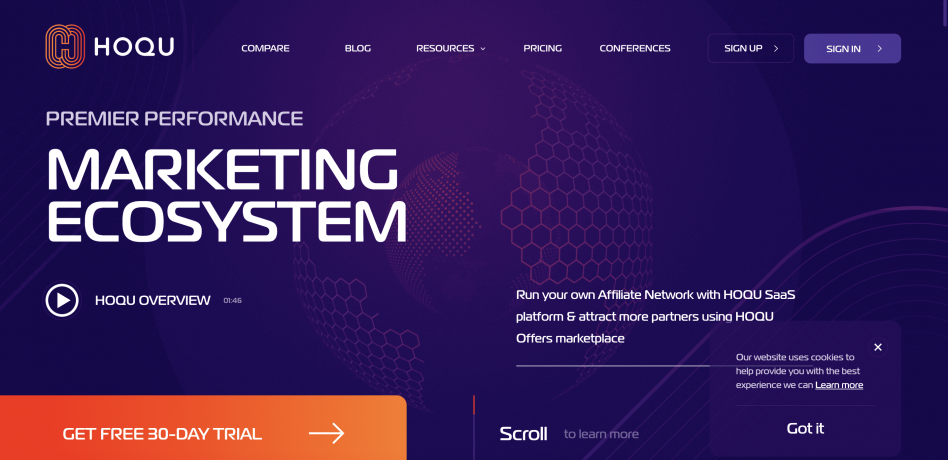 HOQU
COMPARE
BLOG
RESOURCES
PRICING
CONFERENCES
SIGN UP
SIGN IN
PREMIER PERFORMANCE
MARKETING
ECOSYSTEM
HOQU OVERVIEW 01:46
Run your own Affiliate Network with HOQU SaaS
platform & attract more partners using HOQU
Offers marketplace
Our website uses cookies to
help provide you with the best
experience we can Learn more
Got it
GET FREE 30-DAY TRIAL
Scroll to learn more